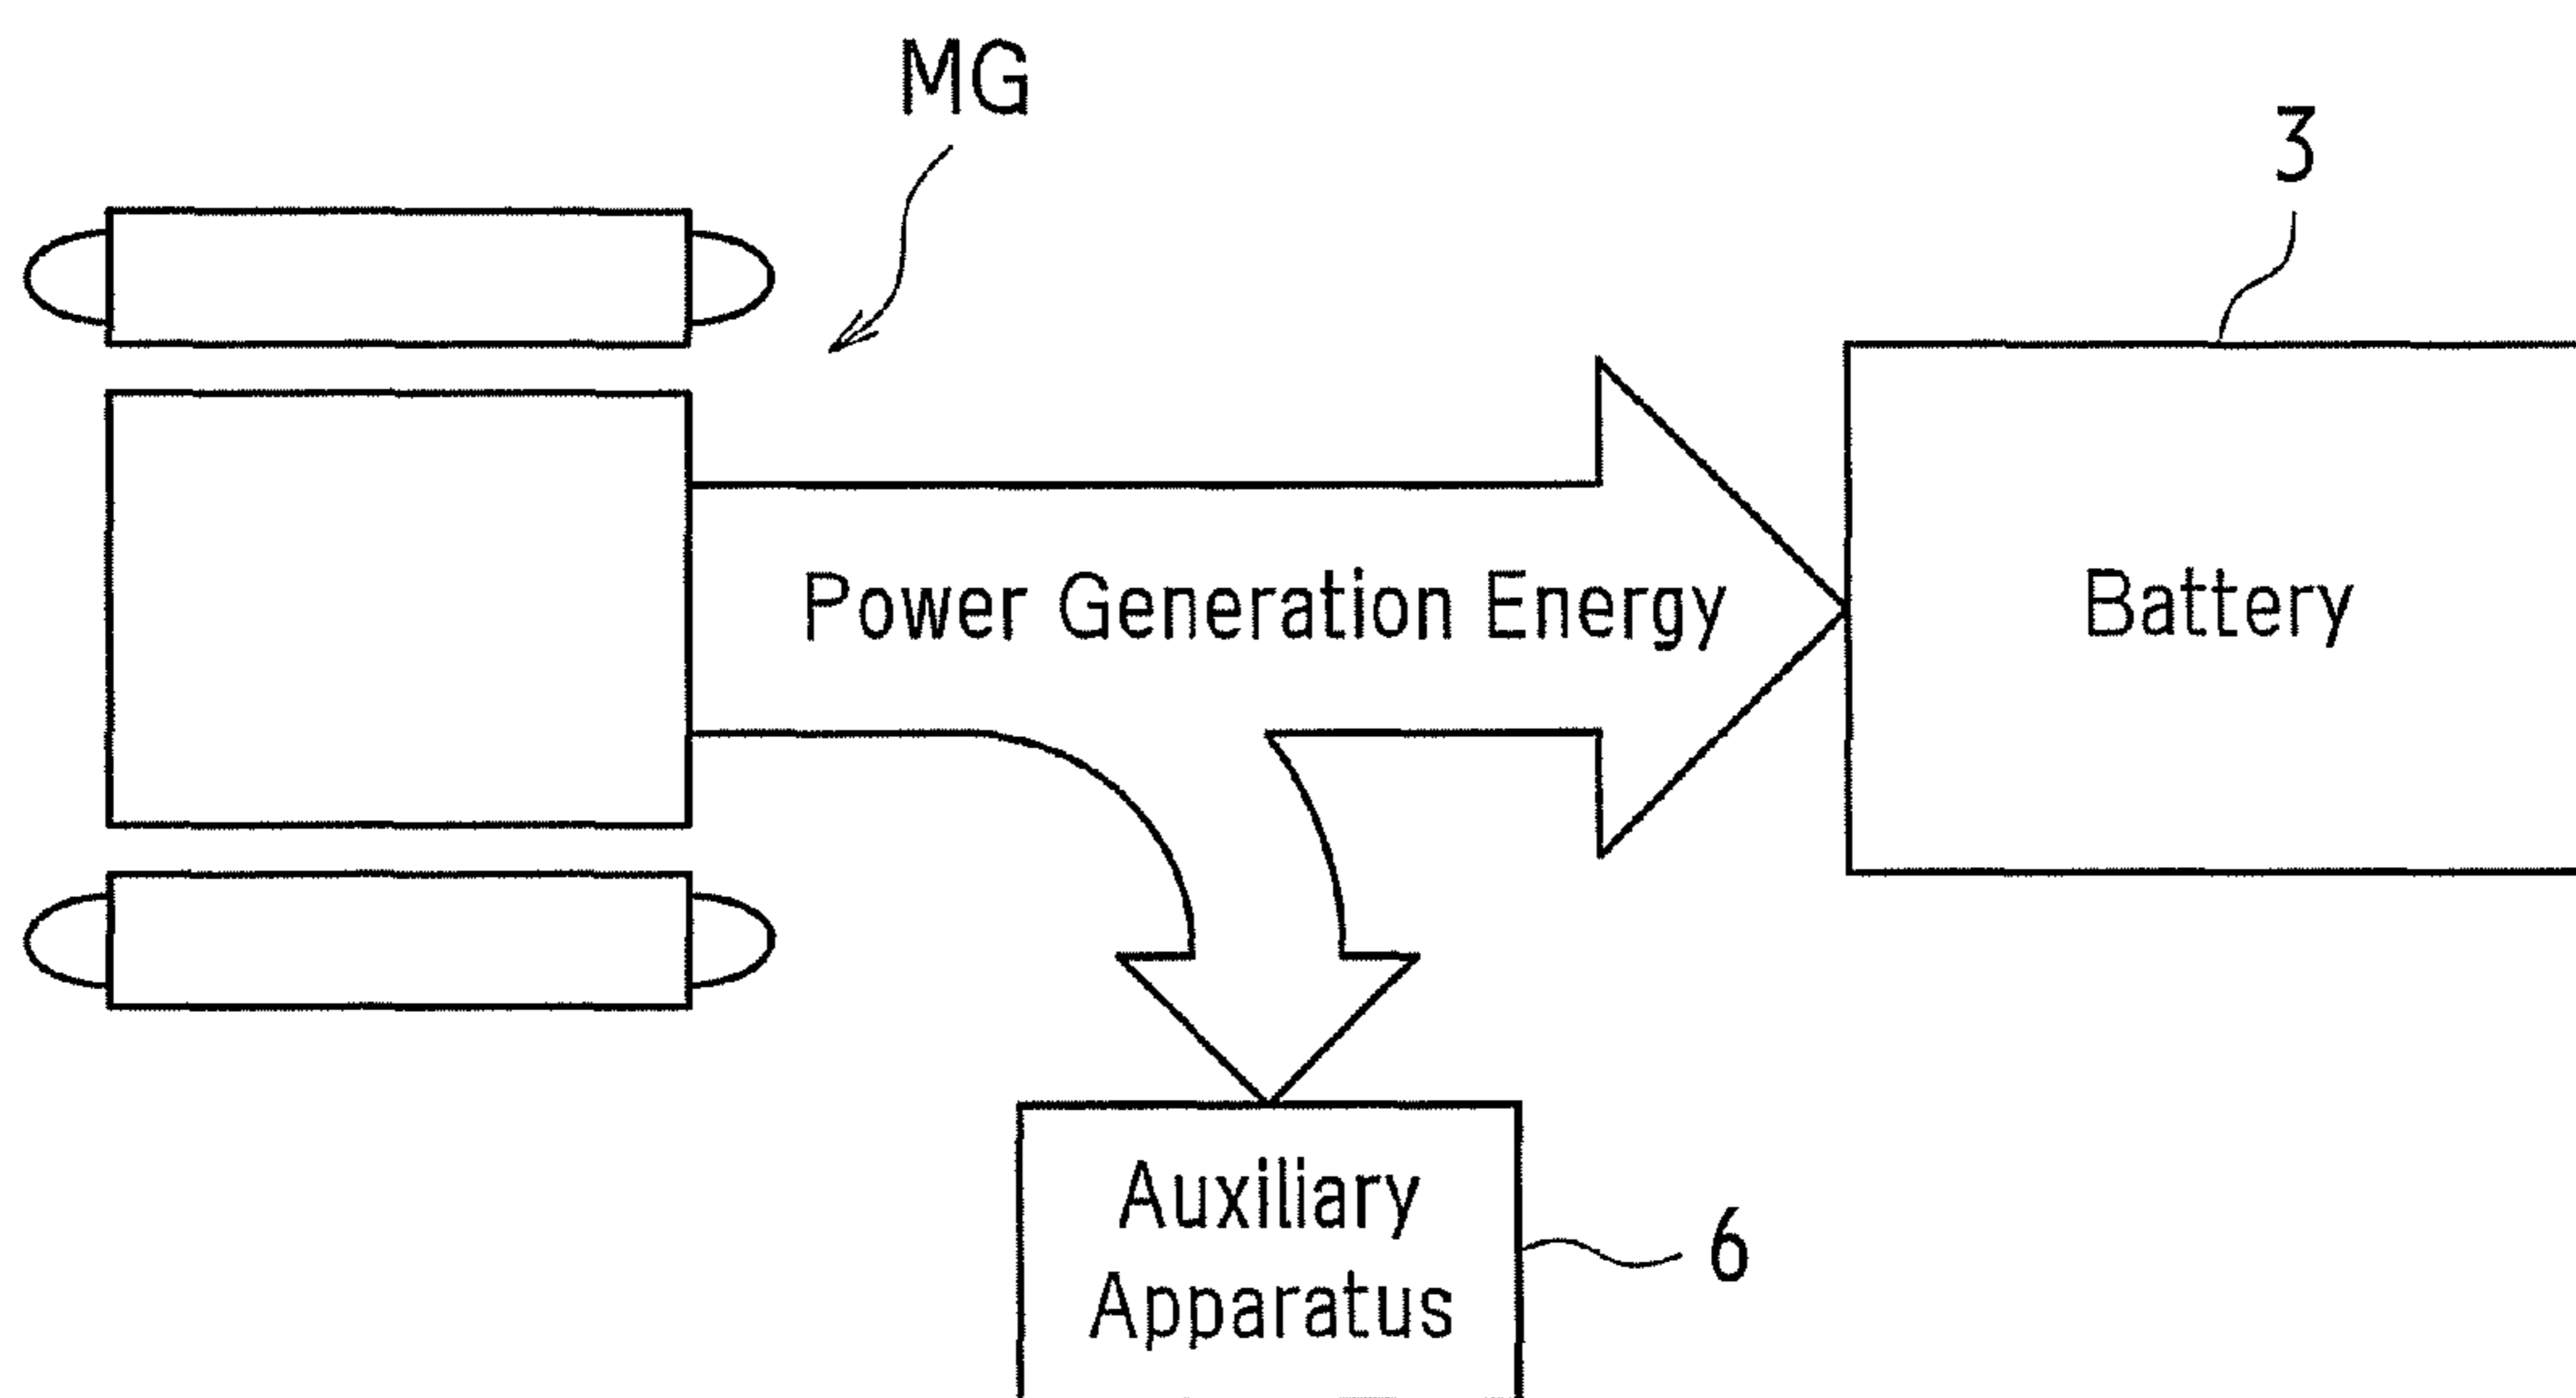 MG
3
Power Generation Energy
Battery
Auxiliary
Apparatus
6